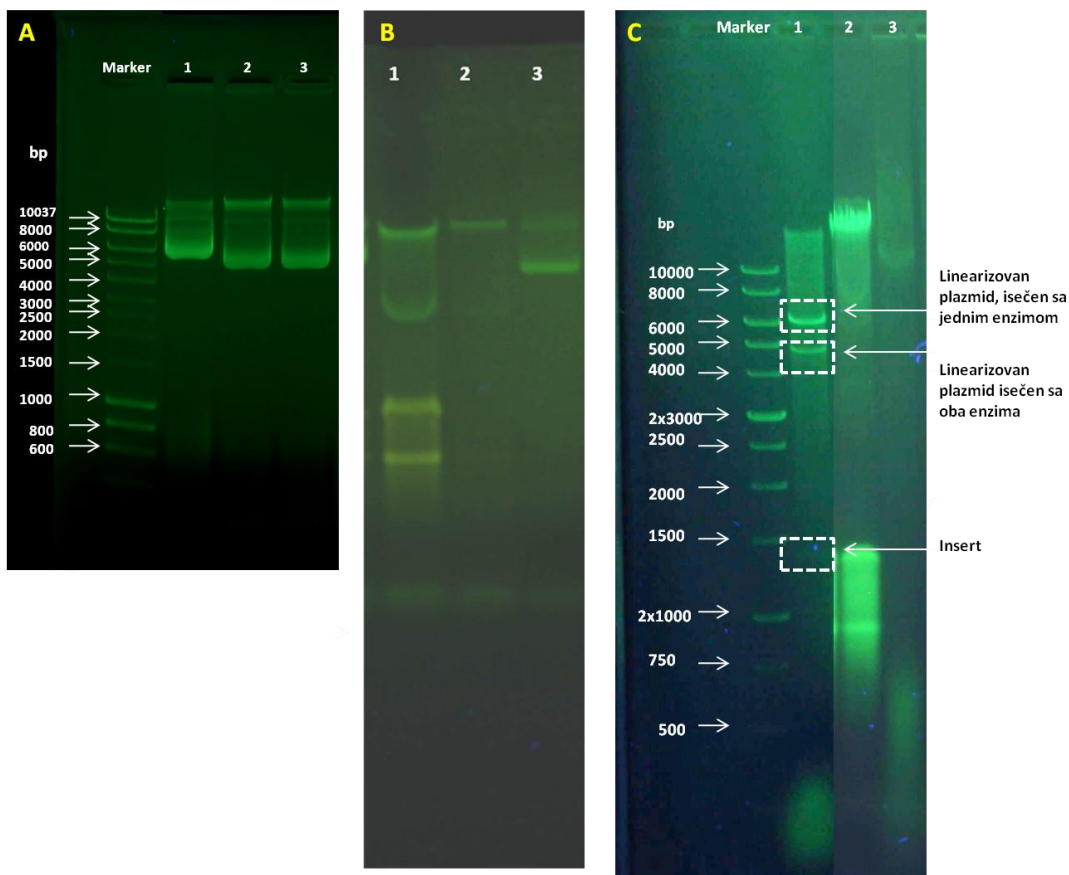 A
Marker 1 2 3
bp
10037
8000
6000
5000
4000
3000
2500
2000
1500
1000
800
600
B
1 2 3
C
Marker 1 2 3
bp
10000
8000
6000
5000
4000
2x3000
2500
2000
1500
2x1000
750
500
Linearizovan
plazmid, isečen sa
jednim enzimom
Linearizovan
plazmid isečen sa
oba enzima
Insert